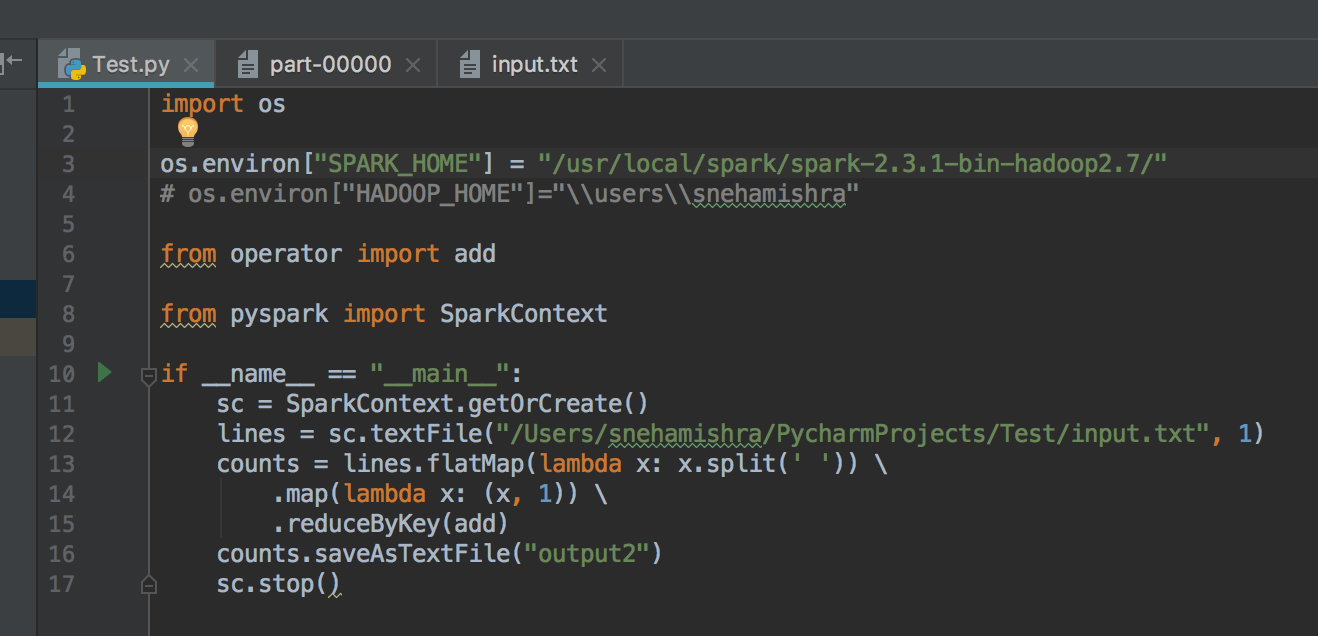 Test.py part-00000 input.txt
1 import os
2
3 os.environ["SPARK_HOME"] = "/usr/local/spark/spark-2.3.1-bin-hadoop2.7/"
4 # os.environ["HADOOP_HOME"]="\\users\\snehamishra"
5
6 from operator import add
7
8 from pyspark import SparkContext
9
10 if __name__ == "__main__":
11 sc = SparkContext.getOrCreate()
12 lines = sc.textFile("/Users/snehamishra/PycharmProjects/Test/input.txt", 1)
13 counts = lines.flatMap(lambda x: x.split(' ')) \
14 .map(lambda x: (x, 1)) \
15 .reduceByKey(add)
16 counts.saveAsTextFile("output2")
17 sc.stop()